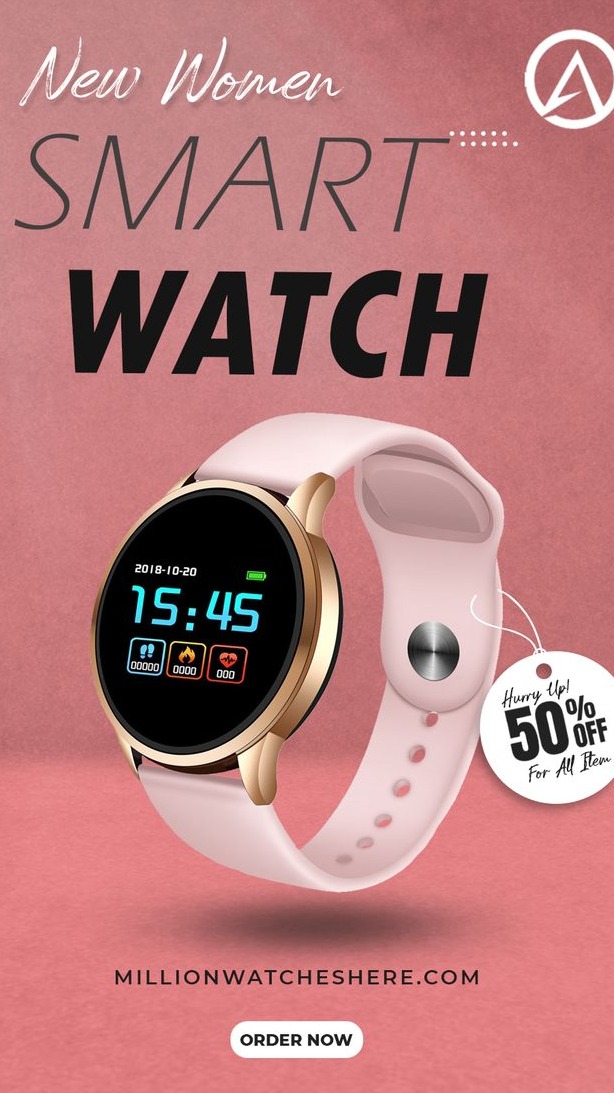 New Women
SMART
WATCH
2018-10-20
15:45
00000 0000 000
Hurry Up!
50% OFF
For All Item
MILLIONWATCHESHERE.COM
ORDER NOW